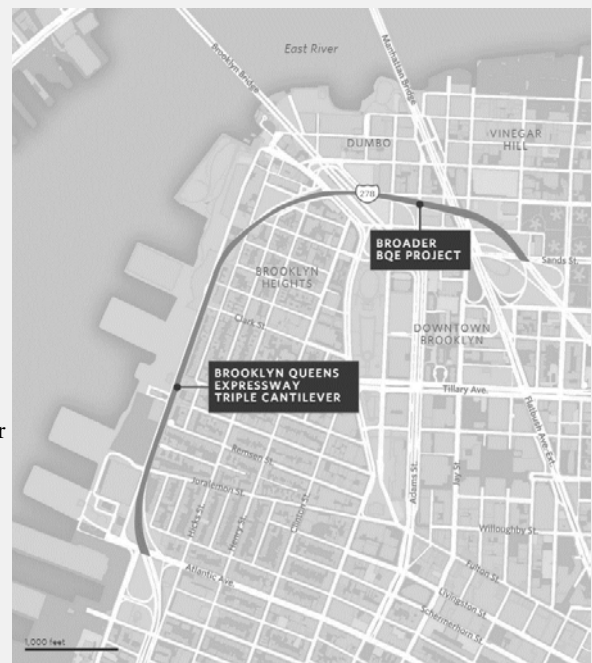 East River
Brooklyn Bridge
Manhattan Bridge
DUMBO
VINEGAR
HILL
278
BROADER
BQE PROJECT
Sands St.
BROOKLYN
HEIGHTS
Clark St.
DOWNTOWN
BROOKLYN
BROOKLYN QUEENS
EXPRESSWAY
TRIPLE CANTILEVER
Tillary Ave.
Flatbush Ave. Ext.
r
Remsen St.
Joralemon St.
Adams St.
Jay St.
Hicks St.
Henry St.
Clinton St.
Willoughby St.
Atlantic Ave.
Fulton St.
Livingston St.
Schermerhorn St.
1,000 feet